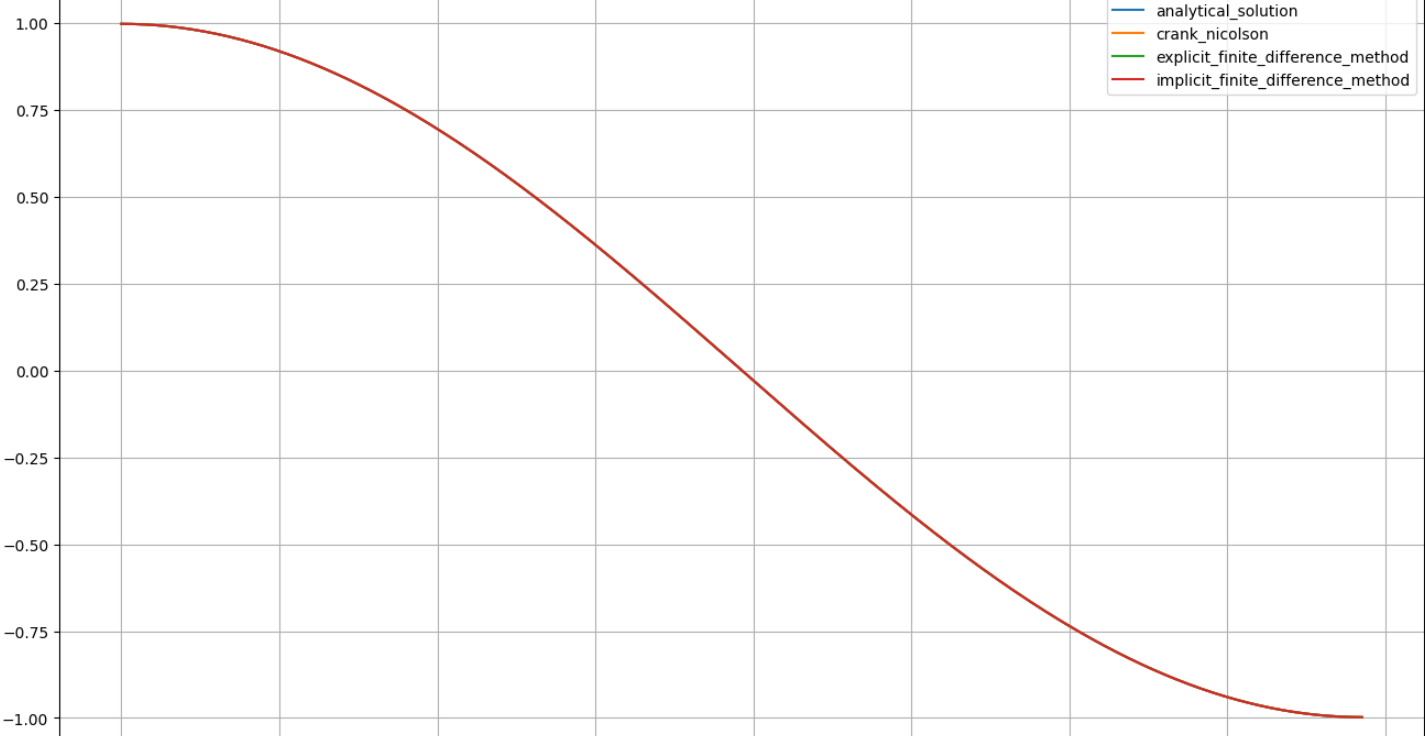 analytical_solution
crank_nicolson
explicit_finite_difference_method
implicit_finite_difference_method
1.00
0.75
0.50
0.25
0.00
−0.25
−0.50
−0.75
−1.00